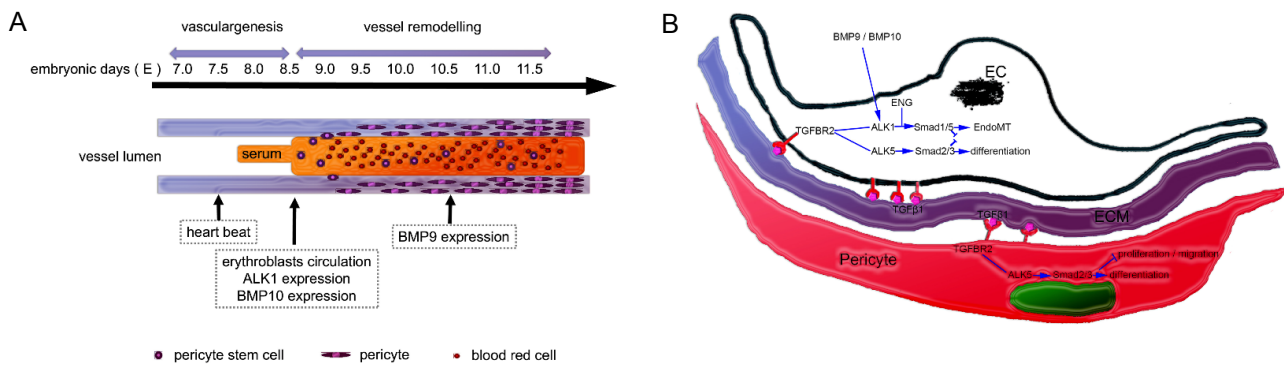 A
vasculargenesis vessel remodelling
embryonic days ( E ) 7.0 7.5 8.0 8.5 9.0 9.5 10.0 10.5 11.0 11.5
vessel lumen
serum
heart beat
erythroblasts circulation
ALK1 expression
BMP10 expression
BMP9 expression
pericyte stem cell pericyte blood red cell
B
BMP9 / BMP10
EC
ENG
TGFBR2 ALK1 Smad1/5 EndoMT
ALK5 Smad2/3 differentiation
TGFβ1
TGFβ1
ECM
TGFBR2
Pericyte
proliferation / migration
ALK5 Smad2/3 differentiation